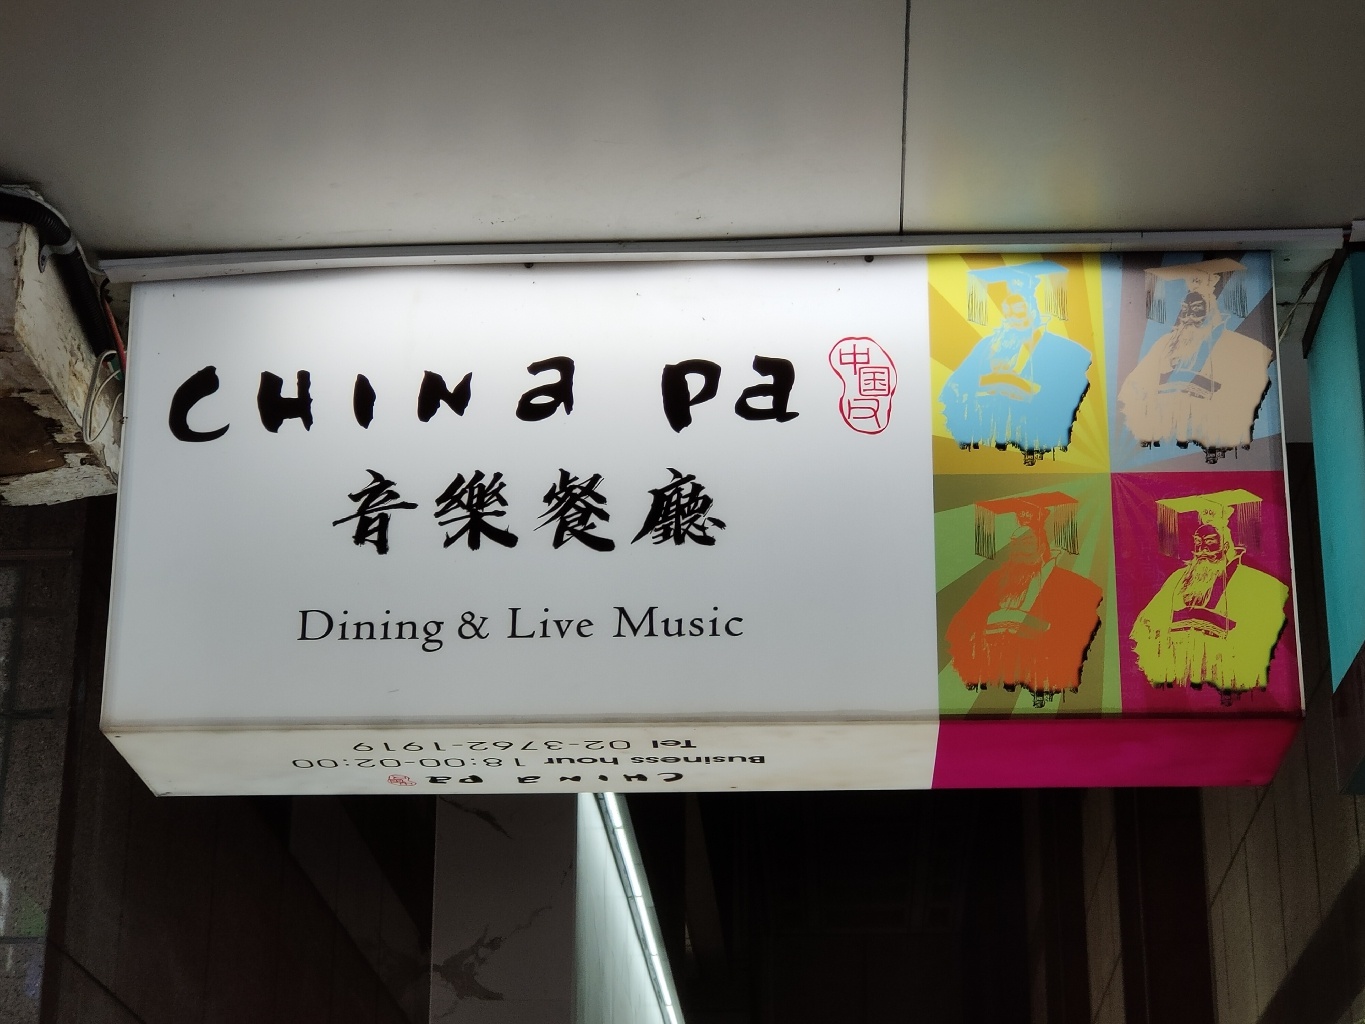 CHINa Pa
中国
音樂餐廳
Dining & Live Music
Tel 02-3762-1919
Business hour 18:00-02:00
CHINa Pa